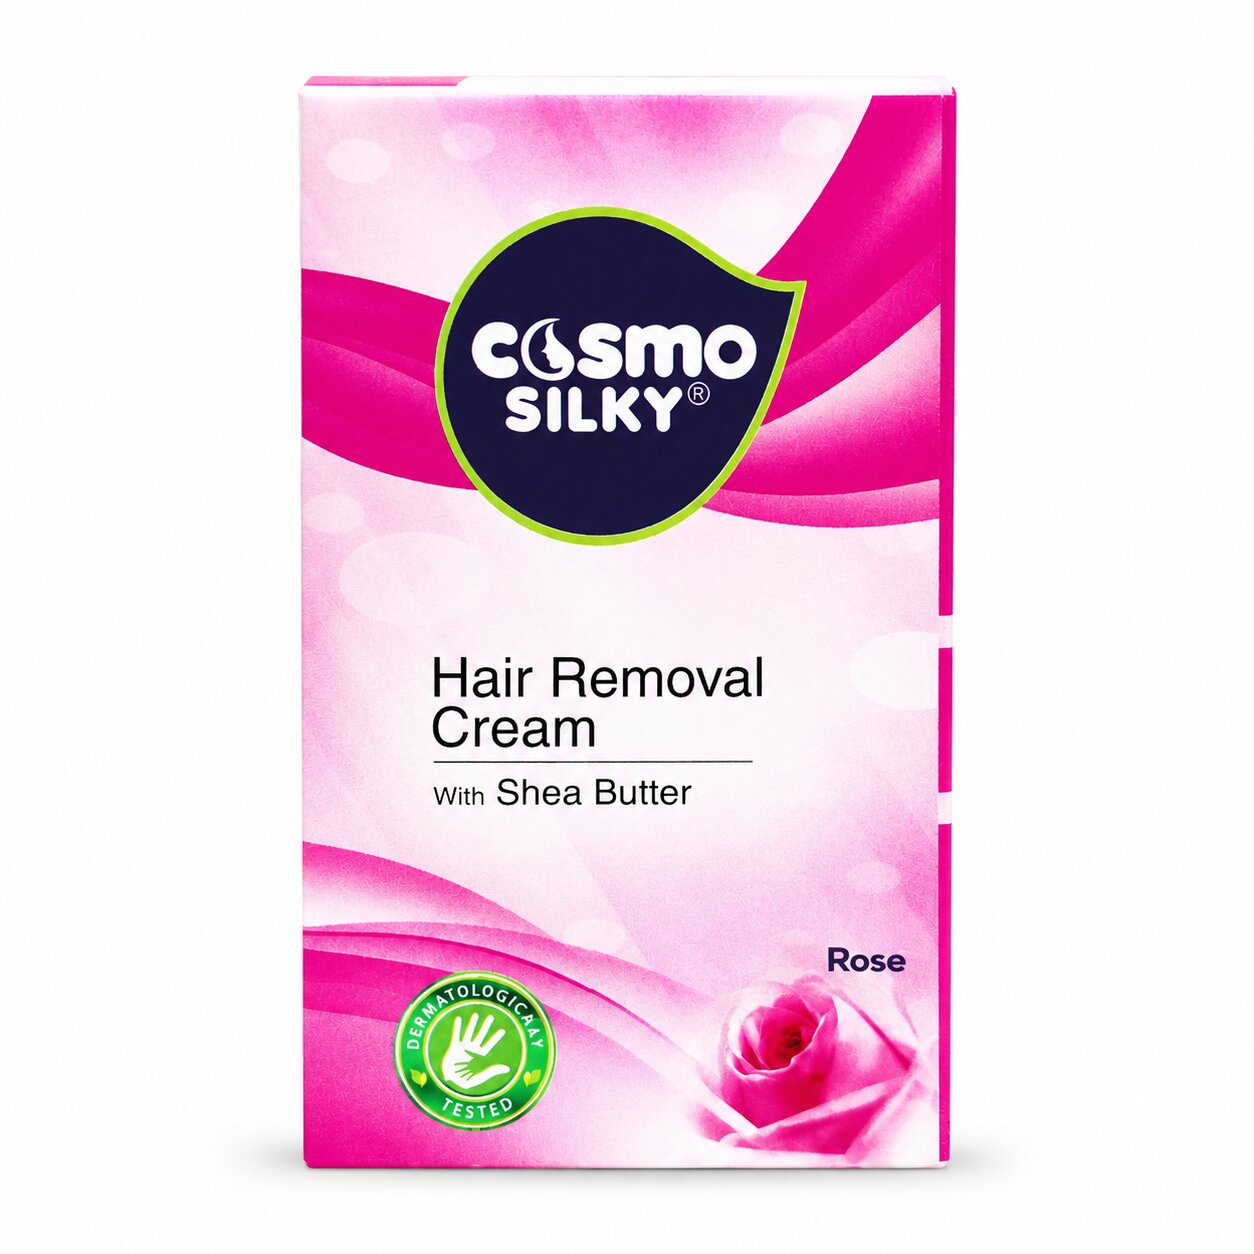 COSMO
SILKY®
Hair Removal
Cream
With Shea Butter
Rose
DERMATOLOGICAAY
TESTED